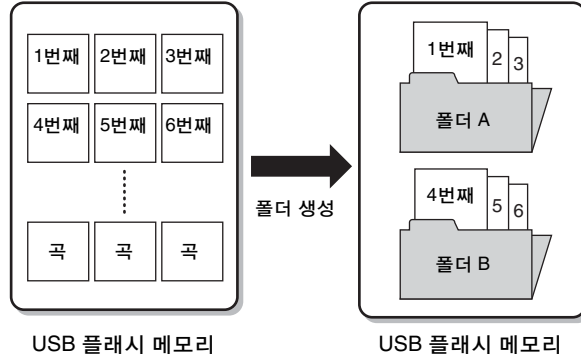 1번째 2번째 3번째
4번째 5번째 6번째
곡 곡 곡
USB 플래시 메모리
폴더 생성
1번째 2 3
폴더 A
4번째 5 6
폴더 B
USB 플래시 메모리